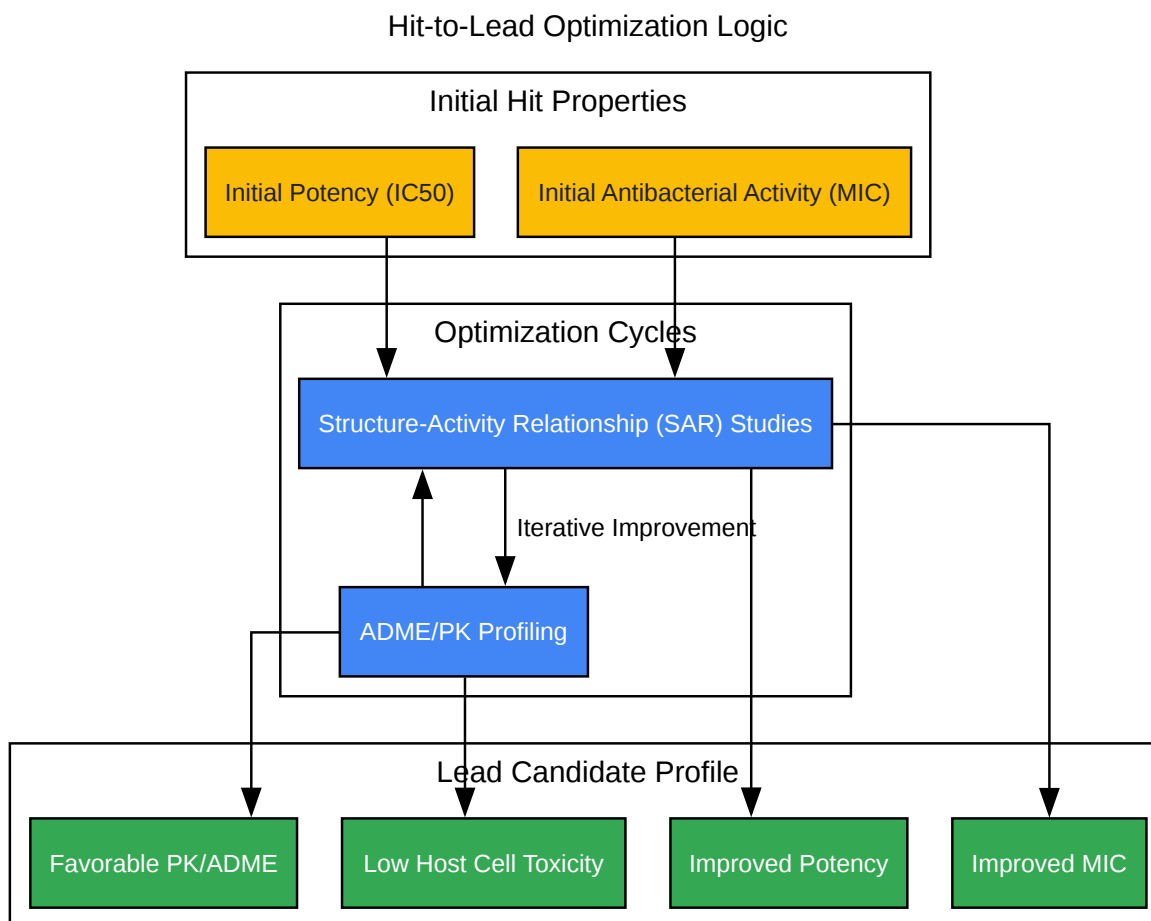 Hit-to-Lead Optimization Logic
Initial Hit Properties
Initial Potency (IC50)
Initial Antibacterial Activity (MIC)
Optimization Cycles
Structure-Activity Relationship (SAR) Studies
Iterative Improvement
ADME/PK Profiling
Lead Candidate Profile
Favorable PK/ADME
Low Host Cell Toxicity
Improved Potency
Improved MIC